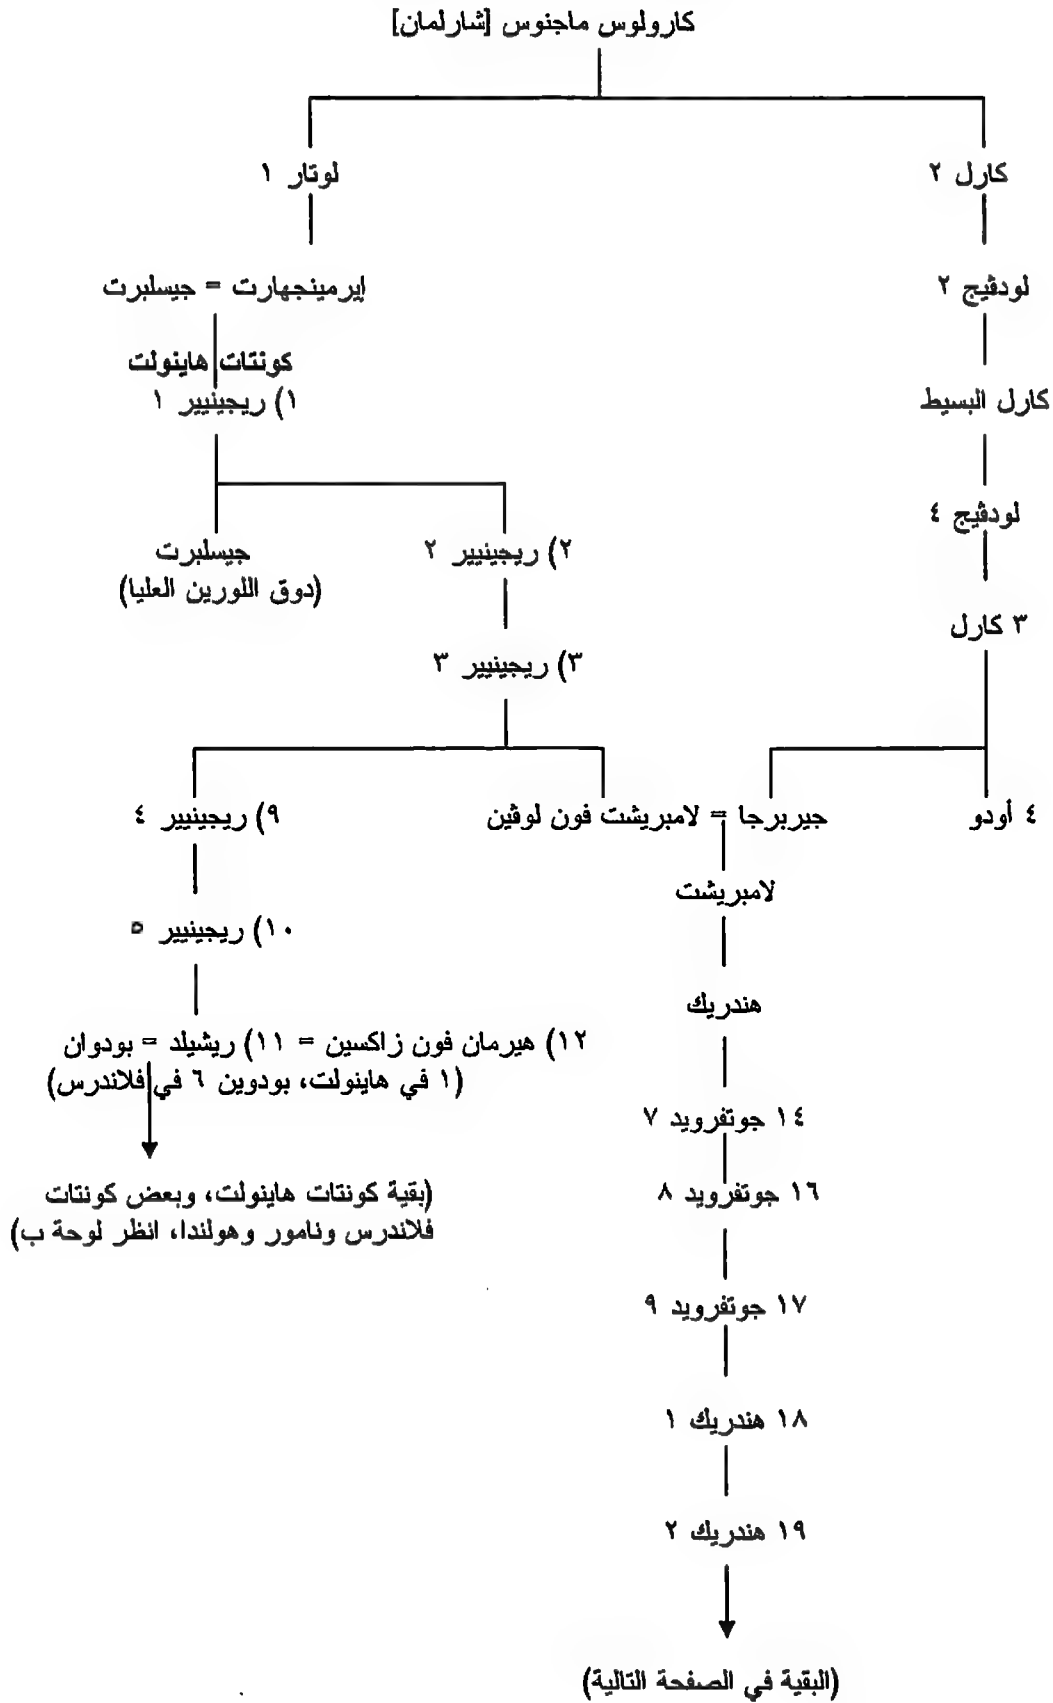 كارولوس ماجنوس [شارلمان]
كارل ٢
لوتار ١
لودڤيج ٢
إيرمينجهارت = جيسلبرت
كونتات هاينولت
كارل البسيط
١) ريجينيير ١
لودڤيج ٤
٢) ريجينيير ٢
جيسلبرت
(دوق اللورين العليا)
٣ كارل
٣) ريجينيير ٣
٤ أودو
جيربرجا = لامبريشت فون لوڤين
٩) ريجينيير ٤
لامبريشت
١٠) ريجينيير ٥
هندريك
١٢) هيرمان فون زاكسين = ١١) ريشيلد = بودوان
(١ في هاينولت، بودوين ٦ في فلاندرس)
١٤ جوتفرويد ٧
١٦ جوتفرويد ٨
(بقية كونتات هاينولت، وبعض كونتات
فلاندرس ونامور وهولندا، انظر لوحة ب)
١٧ جوتفرويد ٩
١٨ هندريك ١
١٩ هندريك ٢
(البقية في الصفحة التالية)